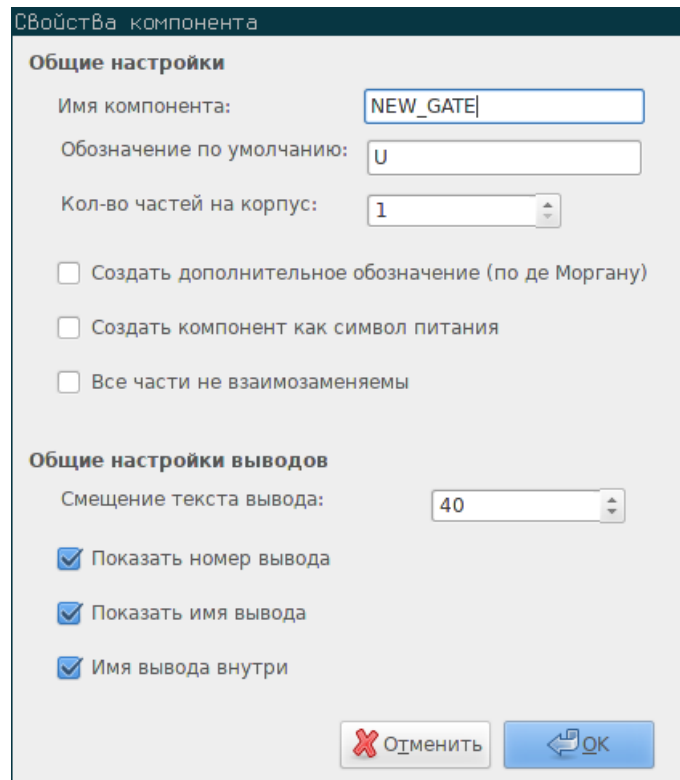 Свойства компонента
Общие настройки
Имя компонента: NEW_GATE
Обозначение по умолчанию: U
Кол-во частей на корпус: 1
Создать дополнительное обозначение (по де Моргану)
Создать компонент как символ питания
Все части не взаимозаменяемы
Общие настройки выводов
Смещение текста вывода: 40
Показать номер вывода
Показать имя вывода
Имя вывода внутри
Отменить OK